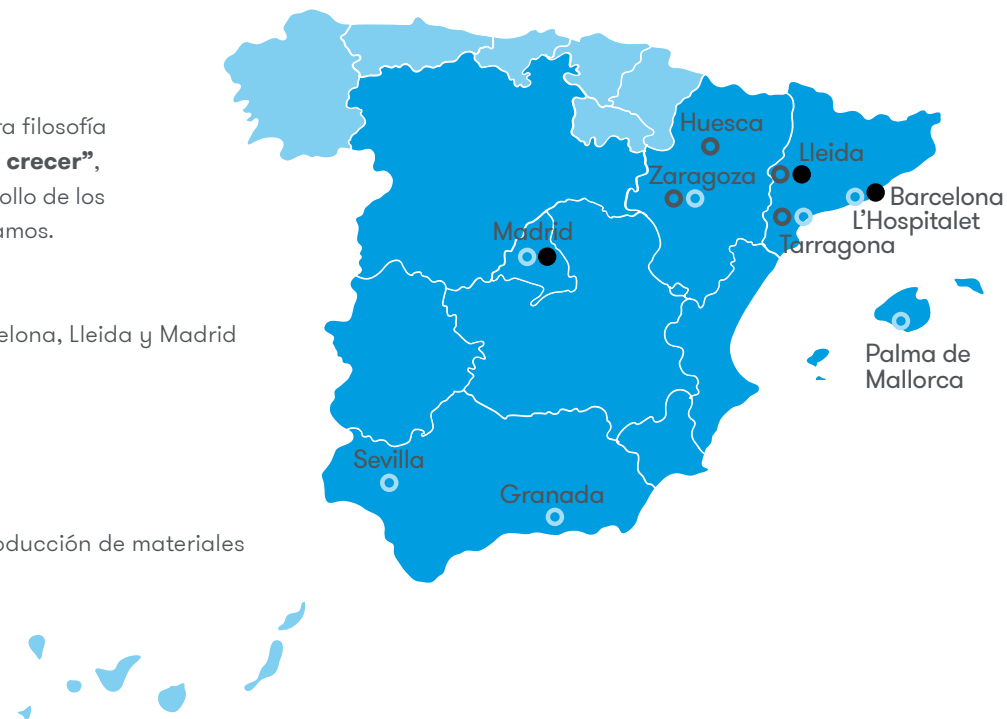 ra filosofía
crecer”,
ollo de los
amos.
elona, Lleida y Madrid
oducción de materiales
Huesca
Lleida
Zaragoza
Barcelona
L’Hospitalet
Tarragona
Madrid
Palma de
Mallorca
Sevilla
Granada